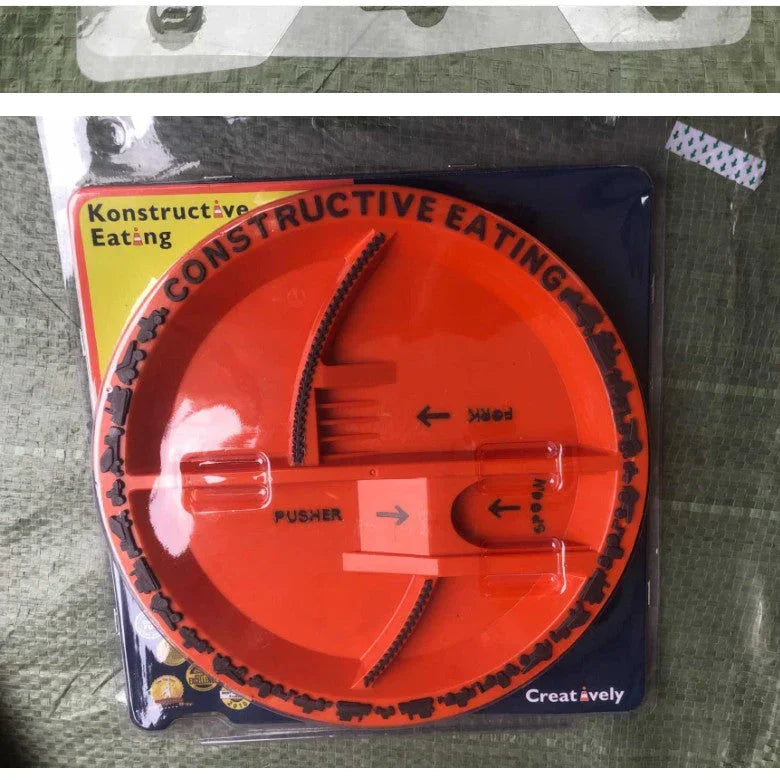 Konstructive
Eating
CONSTRUCTIVE EATING
FORK
PUSHER
SPOON
Creatively